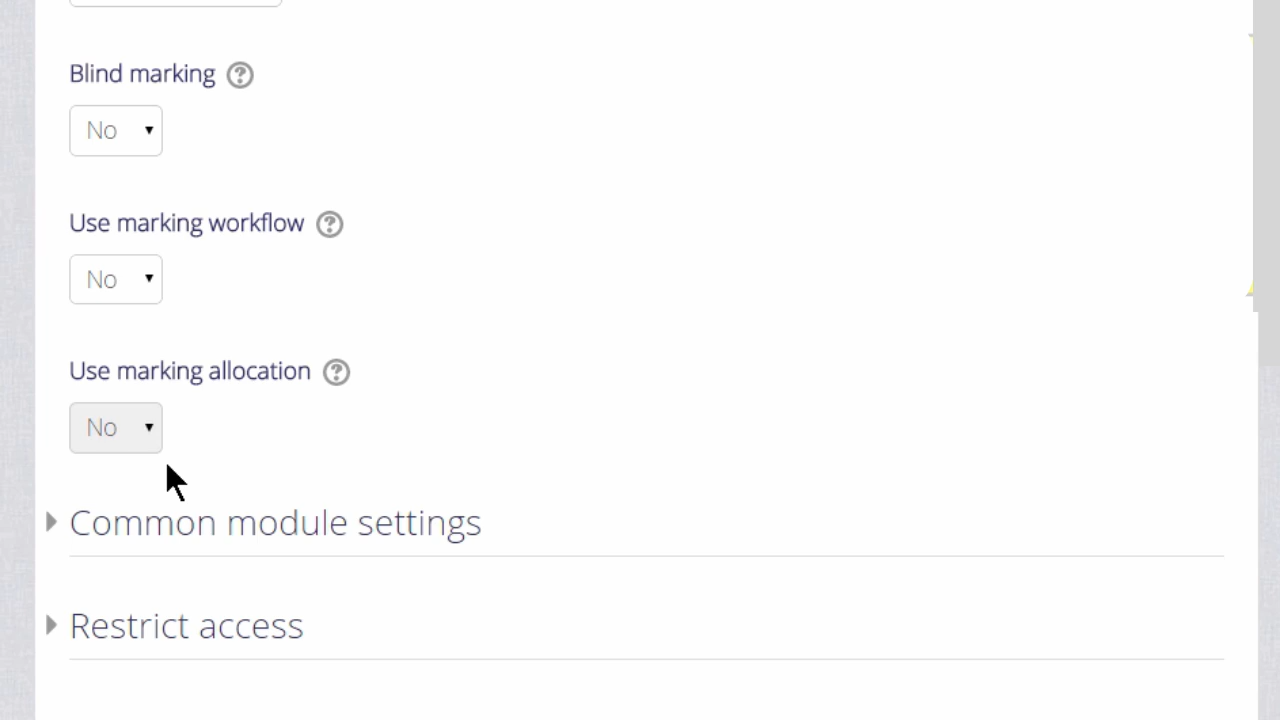 Blind marking
No
Use marking workflow
No
Use marking allocation
No
Common module settings
Restrict access